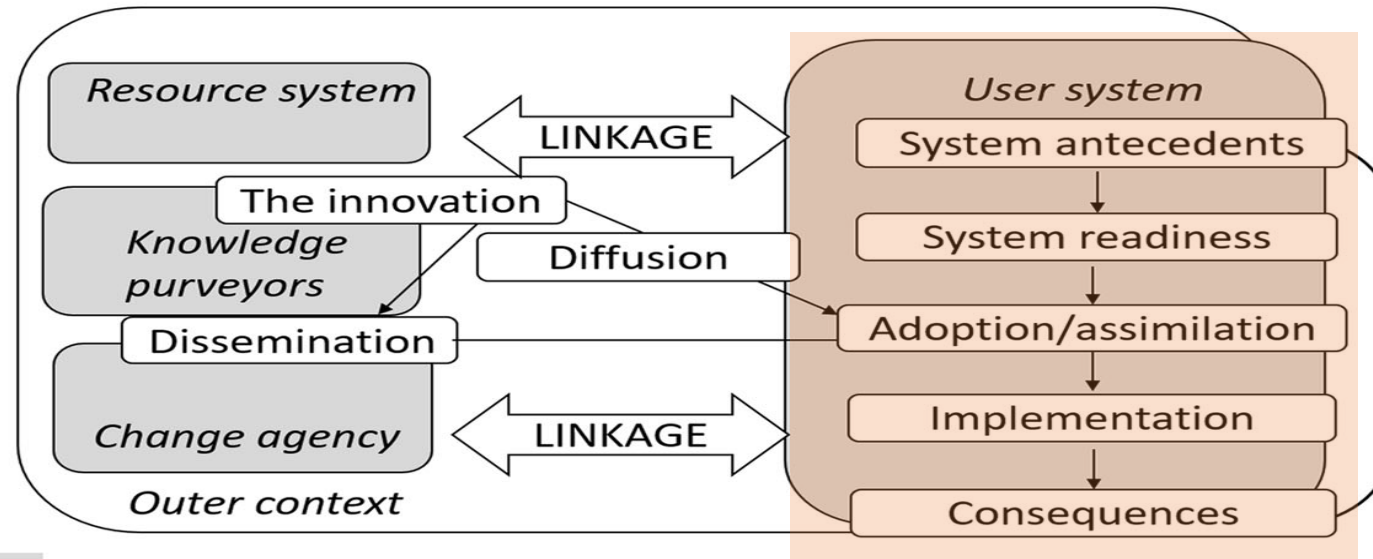 Resource system
LINKAGE
The innovation
Knowledge
purveyors
Diffusion
Dissemination
Change agency
LINKAGE
Outer context
User system
System antecedents
System readiness
Adoption/assimilation
Implementation
Consequences